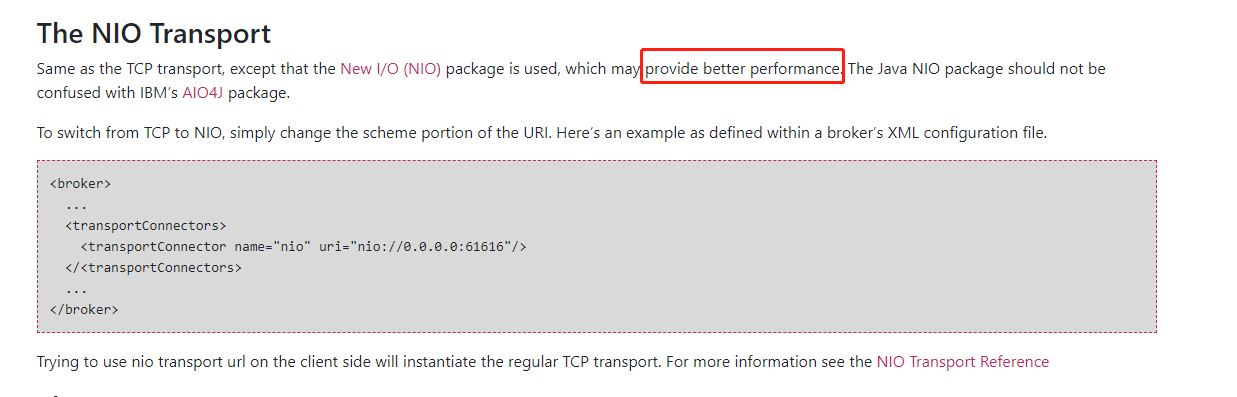 The NIO Transport
Same as the TCP transport, except that the New I/O (NIO) package is used, which may provide better performance. The Java NIO package should not be
confused with IBM's AIO4J package.
To switch from TCP to NIO, simply change the scheme portion of the URI. Here's an example as defined within a broker's XML configuration file.
<broker>
...
<transportConnectors>
<transportConnector name="nio" uri="nio://0.0.0.0:61616"/>
</<transportConnectors>
...
</broker>
Trying to use nio transport url on the client side will instantiate the regular TCP transport. For more information see the NIO Transport Reference